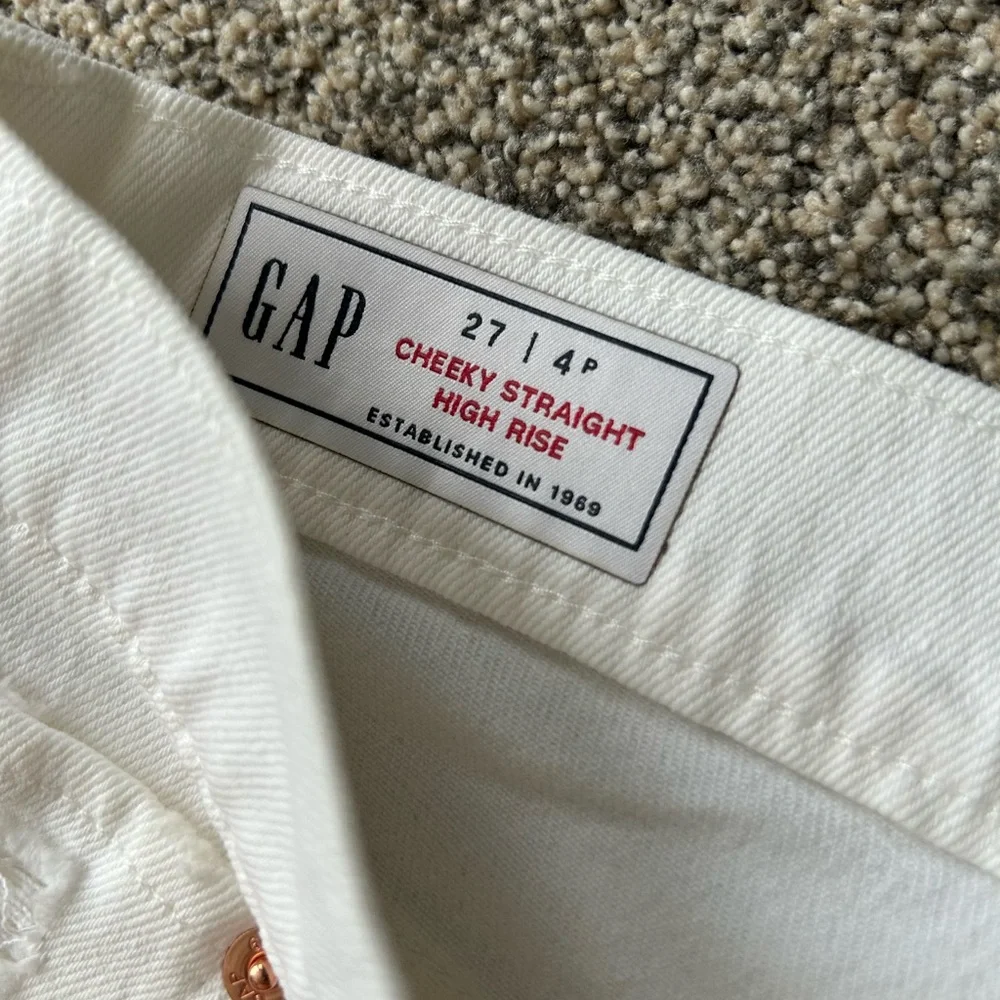 GAP
27 | 4P
CHEEKY STRAIGHT
HIGH RISE
ESTABLISHED IN 1969